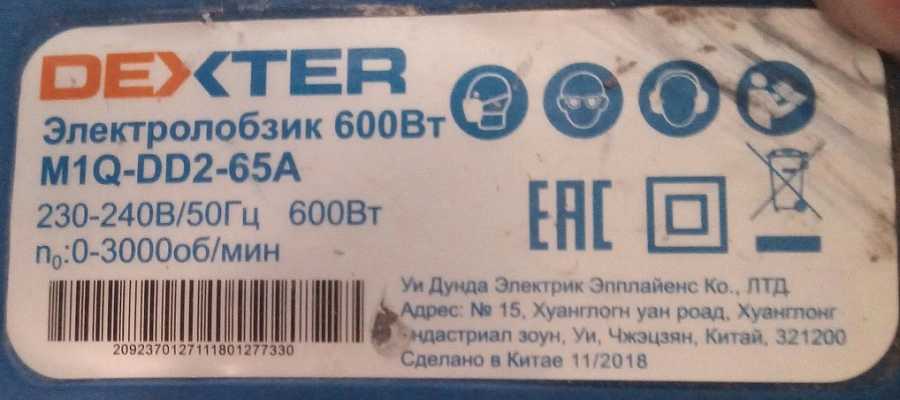 DEXTER
Электролобзик 600Вт
M1Q-DD2-65A
230-240В/50Гц 600Вт
n₀:0-3000об/мин
EAC
2092370127111801277330
Уи Дунда Электрик Эпплайенс Ко., ЛТД
Адрес: № 15, Хуанглогн уан роад, Хуанглонг
ндастриал зоун, Уи, Чжэцзян, Китай, 321200
Сделано в Китае 11/2018